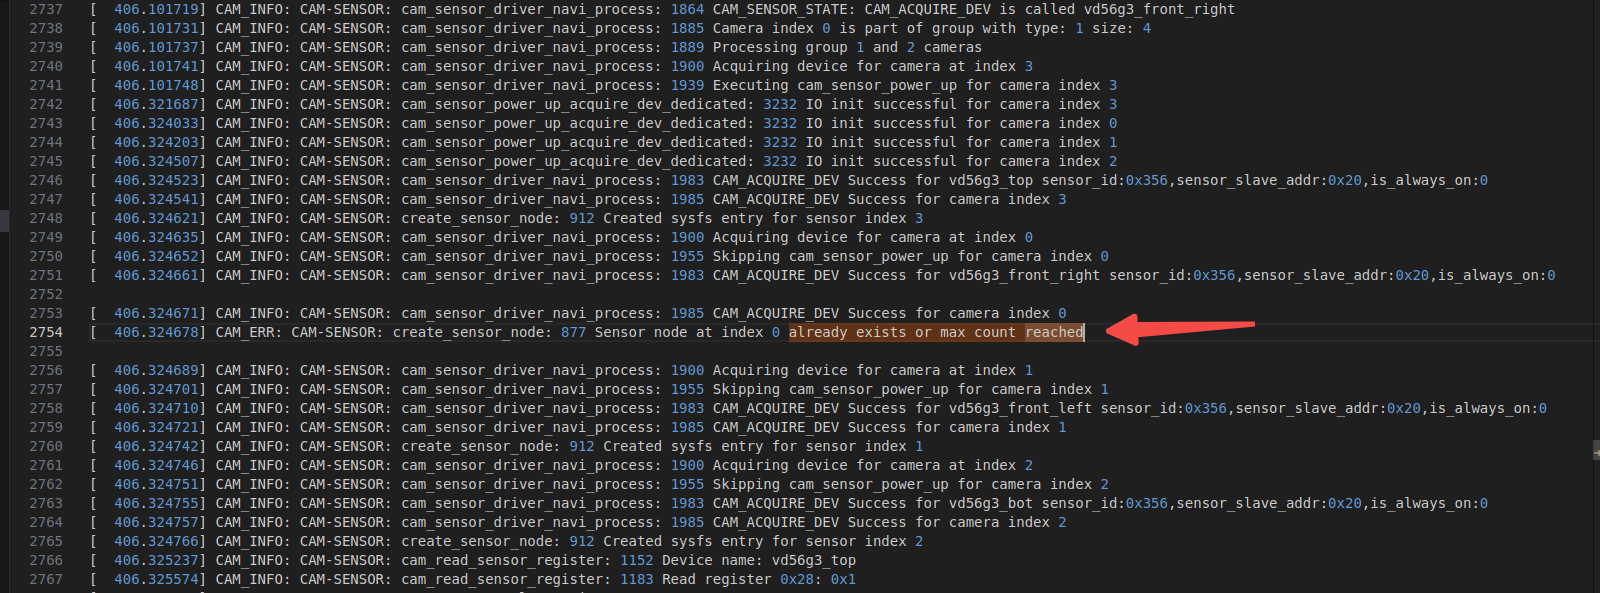 2737 [  406.101719] CAM_INFO: CAM-SENSOR: cam_sensor_driver_navi_process: 1864 CAM_SENSOR_STATE: CAM_ACQUIRE_DEV is called vd56g3_front_right
2738 [  406.101731] CAM_INFO: CAM-SENSOR: cam_sensor_driver_navi_process: 1885 Camera index 0 is part of group with type: 1 size: 4
2739 [  406.101737] CAM_INFO: CAM-SENSOR: cam_sensor_driver_navi_process: 1889 Processing group 1 and 2 cameras
2740 [  406.101741] CAM_INFO: CAM-SENSOR: cam_sensor_driver_navi_process: 1900 Acquiring device for camera at index 3
2741 [  406.101748] CAM_INFO: CAM-SENSOR: cam_sensor_driver_navi_process: 1939 Executing cam_sensor_power_up for camera index 3
2742 [  406.321687] CAM_INFO: CAM-SENSOR: cam_sensor_power_up_acquire_dev_dedicated: 3232 IO init successful for camera index 3
2743 [  406.324033] CAM_INFO: CAM-SENSOR: cam_sensor_power_up_acquire_dev_dedicated: 3232 IO init successful for camera index 0
2744 [  406.324203] CAM_INFO: CAM-SENSOR: cam_sensor_power_up_acquire_dev_dedicated: 3232 IO init successful for camera index 1
2745 [  406.324507] CAM_INFO: CAM-SENSOR: cam_sensor_power_up_acquire_dev_dedicated: 3232 IO init successful for camera index 2
2746 [  406.324523] CAM_INFO: CAM-SENSOR: cam_sensor_driver_navi_process: 1983 CAM_ACQUIRE_DEV Success for vd56g3_top sensor_id:0x356,sensor_slave_addr:0x20,is_always_on:0
2747 [  406.324541] CAM_INFO: CAM-SENSOR: cam_sensor_driver_navi_process: 1985 CAM_ACQUIRE_DEV Success for camera index 3
2748 [  406.324621] CAM_INFO: CAM-SENSOR: create_sensor_node: 912 Created sysfs entry for sensor index 3
2749 [  406.324635] CAM_INFO: CAM-SENSOR: cam_sensor_driver_navi_process: 1900 Acquiring device for camera at index 0
2750 [  406.324652] CAM_INFO: CAM-SENSOR: cam_sensor_driver_navi_process: 1955 Skipping cam_sensor_power_up for camera index 0
2751 [  406.324661] CAM_INFO: CAM-SENSOR: cam_sensor_driver_navi_process: 1983 CAM_ACQUIRE_DEV Success for vd56g3_front_right sensor_id:0x356,sensor_slave_addr:0x20,is_always_on:0
2752
2753 [  406.324671] CAM_INFO: CAM-SENSOR: cam_sensor_driver_navi_process: 1985 CAM_ACQUIRE_DEV Success for camera index 0
2754 [  406.324678] CAM_ERR: CAM-SENSOR: create_sensor_node: 877 Sensor node at index 0 already exists or max count reached
2755
2756 [  406.324689] CAM_INFO: CAM-SENSOR: cam_sensor_driver_navi_process: 1900 Acquiring device for camera at index 1
2757 [  406.324701] CAM_INFO: CAM-SENSOR: cam_sensor_driver_navi_process: 1955 Skipping cam_sensor_power_up for camera index 1
2758 [  406.324710] CAM_INFO: CAM-SENSOR: cam_sensor_driver_navi_process: 1983 CAM_ACQUIRE_DEV Success for vd56g3_front_left sensor_id:0x356,sensor_slave_addr:0x20,is_always_on:0
2759 [  406.324721] CAM_INFO: CAM-SENSOR: cam_sensor_driver_navi_process: 1985 CAM_ACQUIRE_DEV Success for camera index 1
2760 [  406.324742] CAM_INFO: CAM-SENSOR: create_sensor_node: 912 Created sysfs entry for sensor index 1
2761 [  406.324746] CAM_INFO: CAM-SENSOR: cam_sensor_driver_navi_process: 1900 Acquiring device for camera at index 2
2762 [  406.324751] CAM_INFO: CAM-SENSOR: cam_sensor_driver_navi_process: 1955 Skipping cam_sensor_power_up for camera index 2
2763 [  406.324755] CAM_INFO: CAM-SENSOR: cam_sensor_driver_navi_process: 1983 CAM_ACQUIRE_DEV Success for vd56g3_bot sensor_id:0x356,sensor_slave_addr:0x20,is_always_on:0
2764 [  406.324757] CAM_INFO: CAM-SENSOR: cam_sensor_driver_navi_process: 1985 CAM_ACQUIRE_DEV Success for camera index 2
2765 [  406.324766] CAM_INFO: CAM-SENSOR: create_sensor_node: 912 Created sysfs entry for sensor index 2
2766 [  406.325237] CAM_INFO: CAM-SENSOR: cam_read_sensor_register: 1152 Device name: vd56g3_top
2767 [  406.325574] CAM_INFO: CAM-SENSOR: cam_read_sensor_register: 1183 Read register 0x28: 0x1